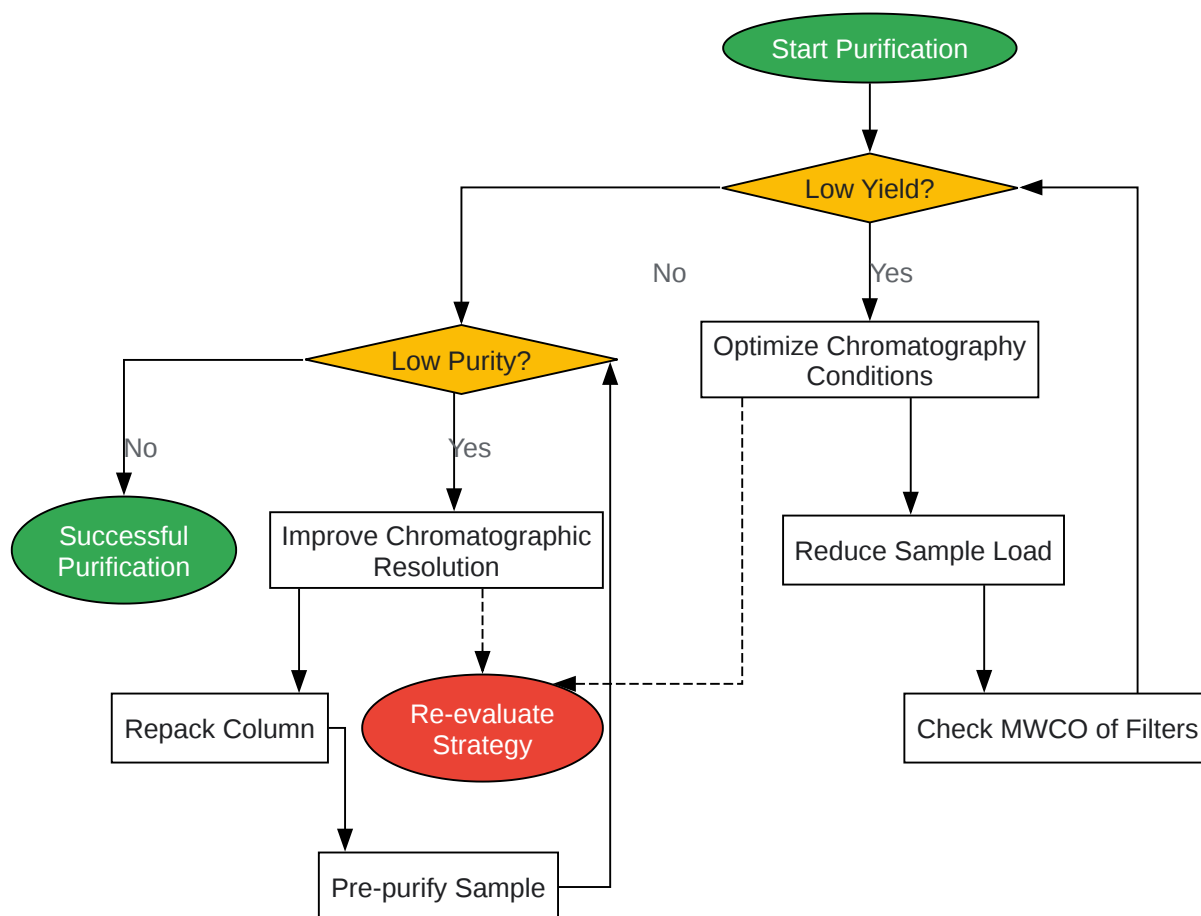 Start Purification
Low Yield?
No
Yes
Optimize Chromatography
Conditions
Low Purity?
No
Yes
Successful
Purification
Improve Chromatographic
Resolution
Reduce Sample Load
Repack Column
Re-evaluate
Strategy
Check MWCO of Filters
Pre-purify Sample